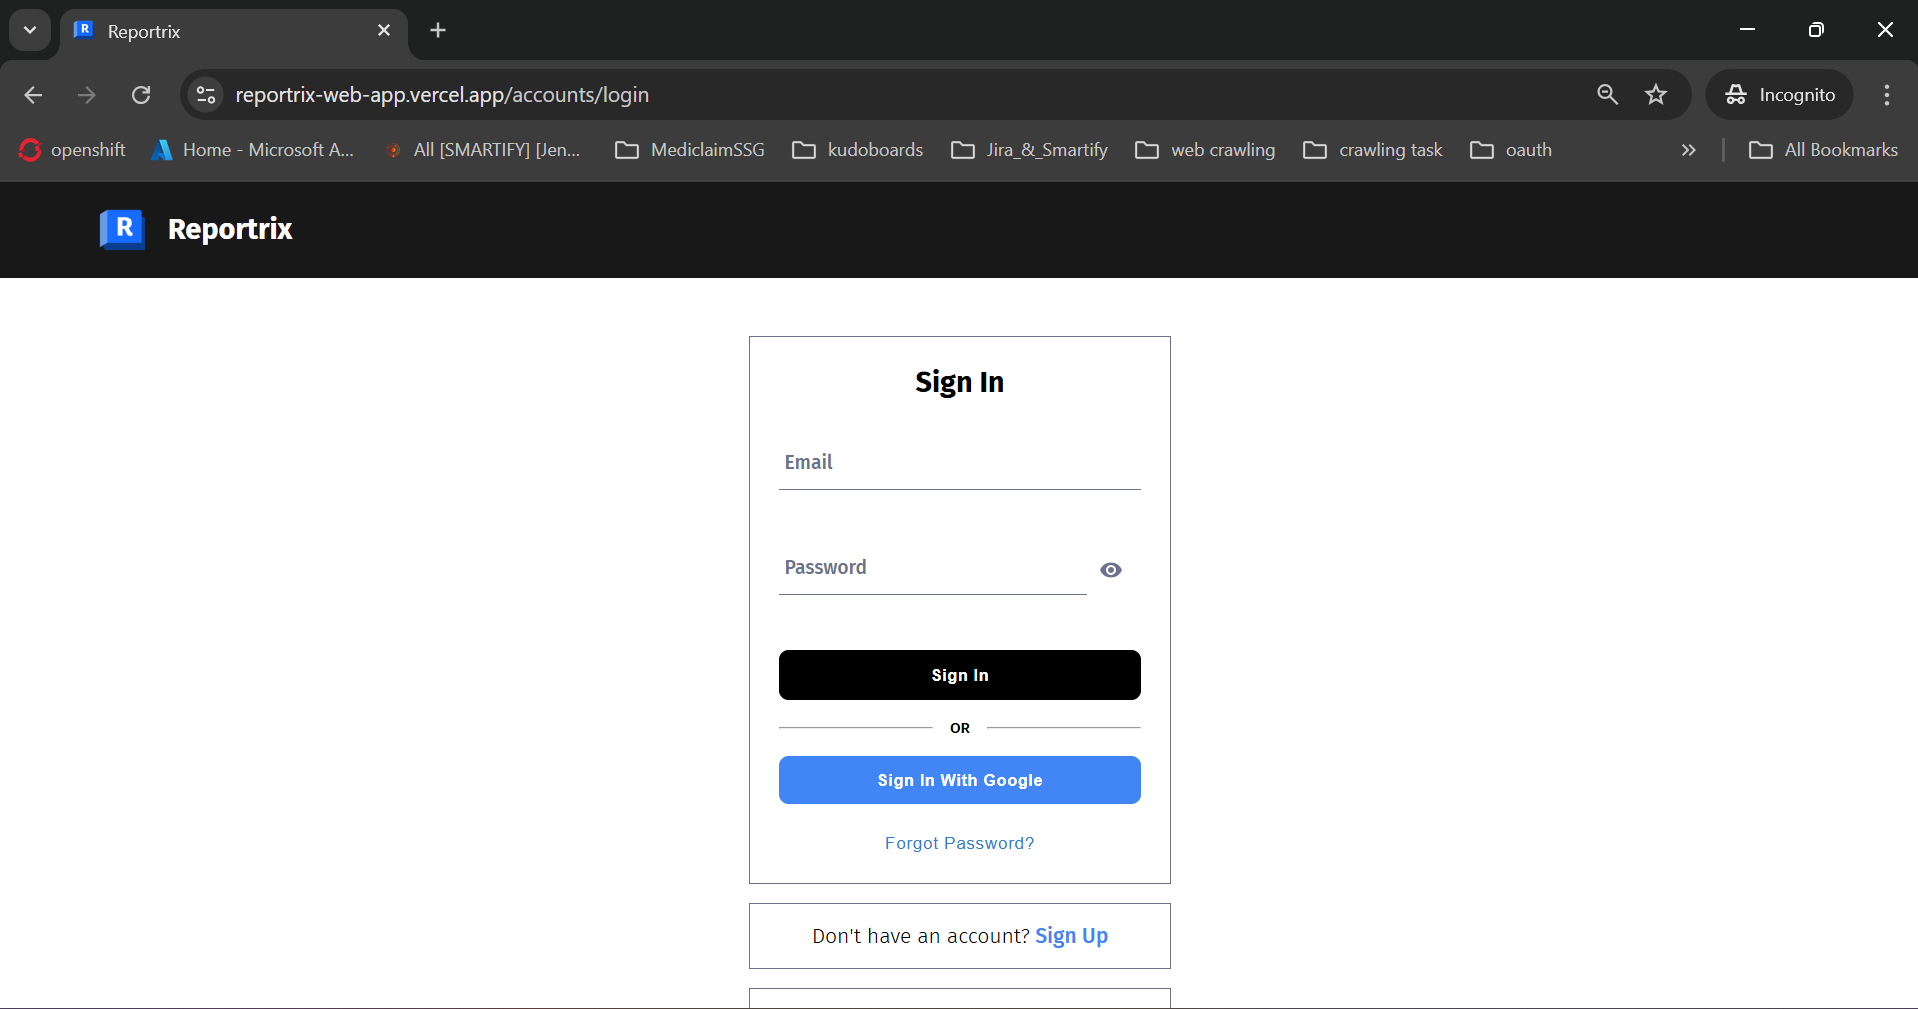 R Reportrix
reportrix-web-app.vercel.app/accounts/login
Incognito
openshift
Home - Microsoft A...
All [SMARTIFY] [Jen...
MediclaimSSG
kudoboards
Jira_&_Smartify
web crawling
crawling task
oauth
All Bookmarks
R Reportrix
Sign In
Email
Password
Sign In
OR
Sign In With Google
Forgot Password?
Don't have an account? Sign Up